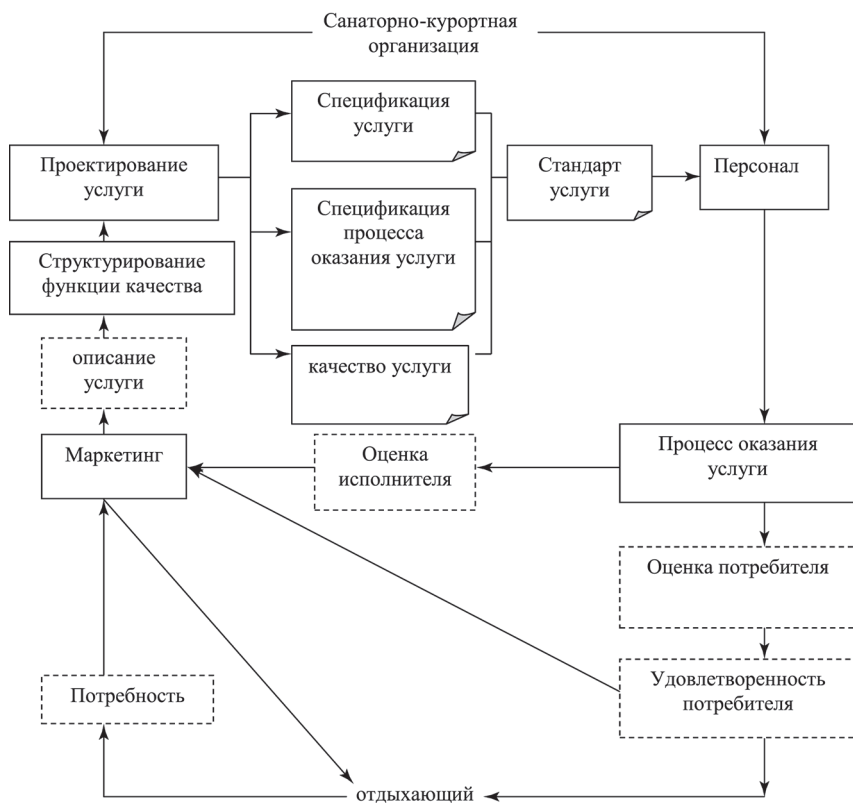 Санаторно-курортная
организация
Спецификация
услуги
Проектирование
услуги
Стандарт
услуги
Персонал
Спецификация
процесса
оказания услуги
Структурирование
функции качества
описание
услуги
качество услуги
Маркетинг
Оценка
исполнителя
Процесс оказания
услуги
Оценка потребителя
Потребность
Удовлетворенность
потребителя
отдыхающий